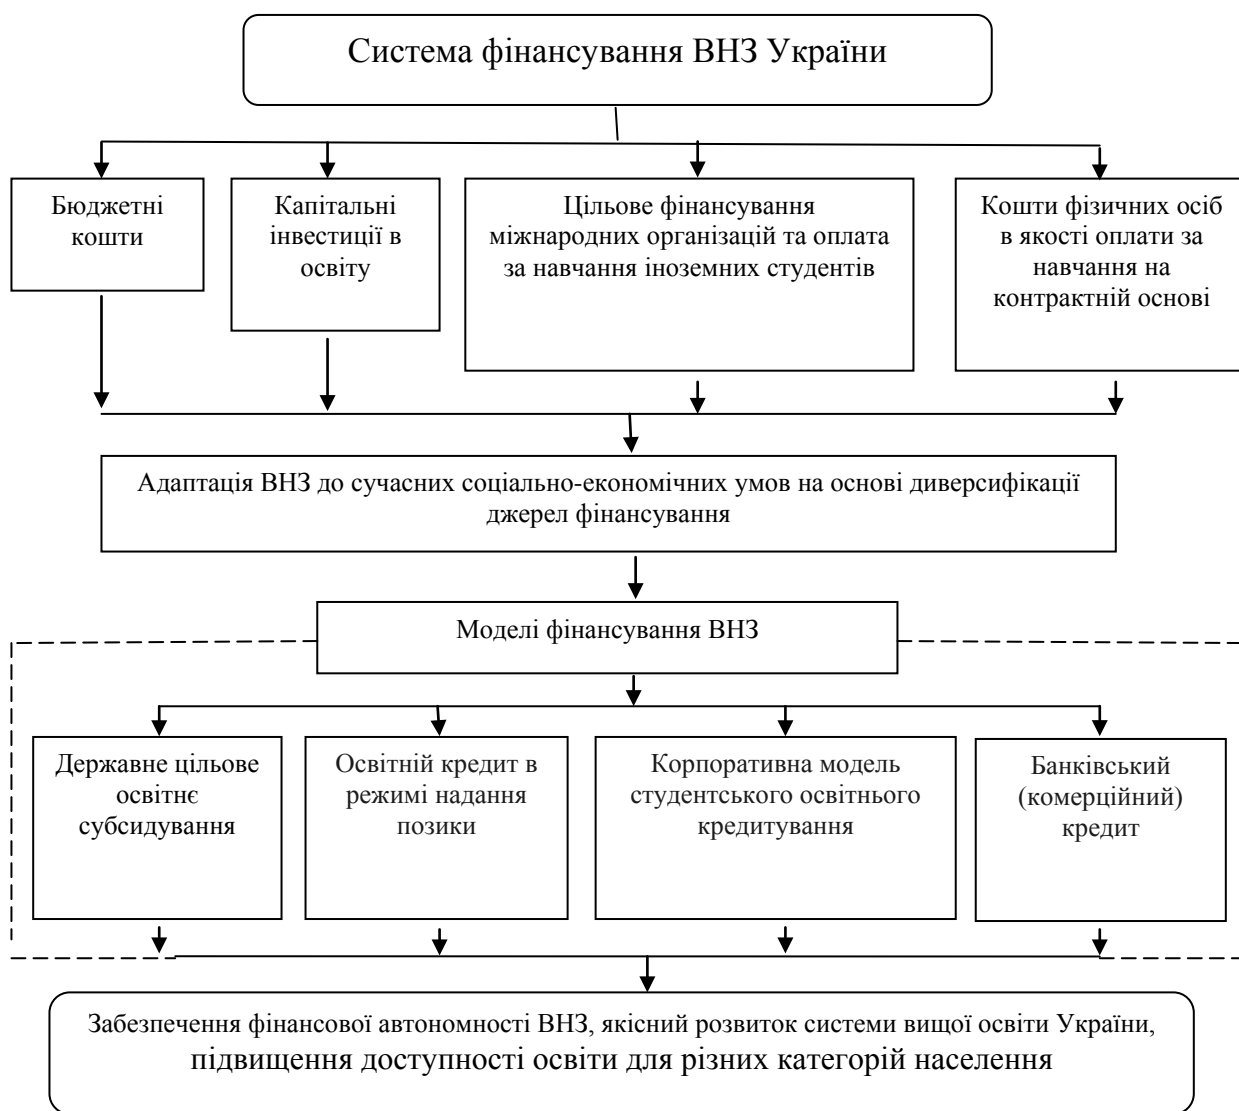 Система фінансування ВНЗ України
Бюджетні
кошти
Капітальні
інвестиції в
освіту
Цільове фінансування
міжнародних організацій та оплата
за навчання іноземних студентів
Кошти фізичних осіб
в якості оплати за
навчання на
контрактній основі
Адаптація ВНЗ до сучасних соціально-економічних умов на основі диверсифікації
джерел фінансування
Моделі фінансування ВНЗ
Державне цільове
освітнє
субсидування
Освітній кредит в
режимі надання
позики
Корпоративна модель
студентського освітнього
кредитування
Банківський
(комерційний)
кредит
Забезпечення фінансової автономності ВНЗ, якісний розвиток системи вищої освіти України,
підвищення доступності освіти для різних категорій населення